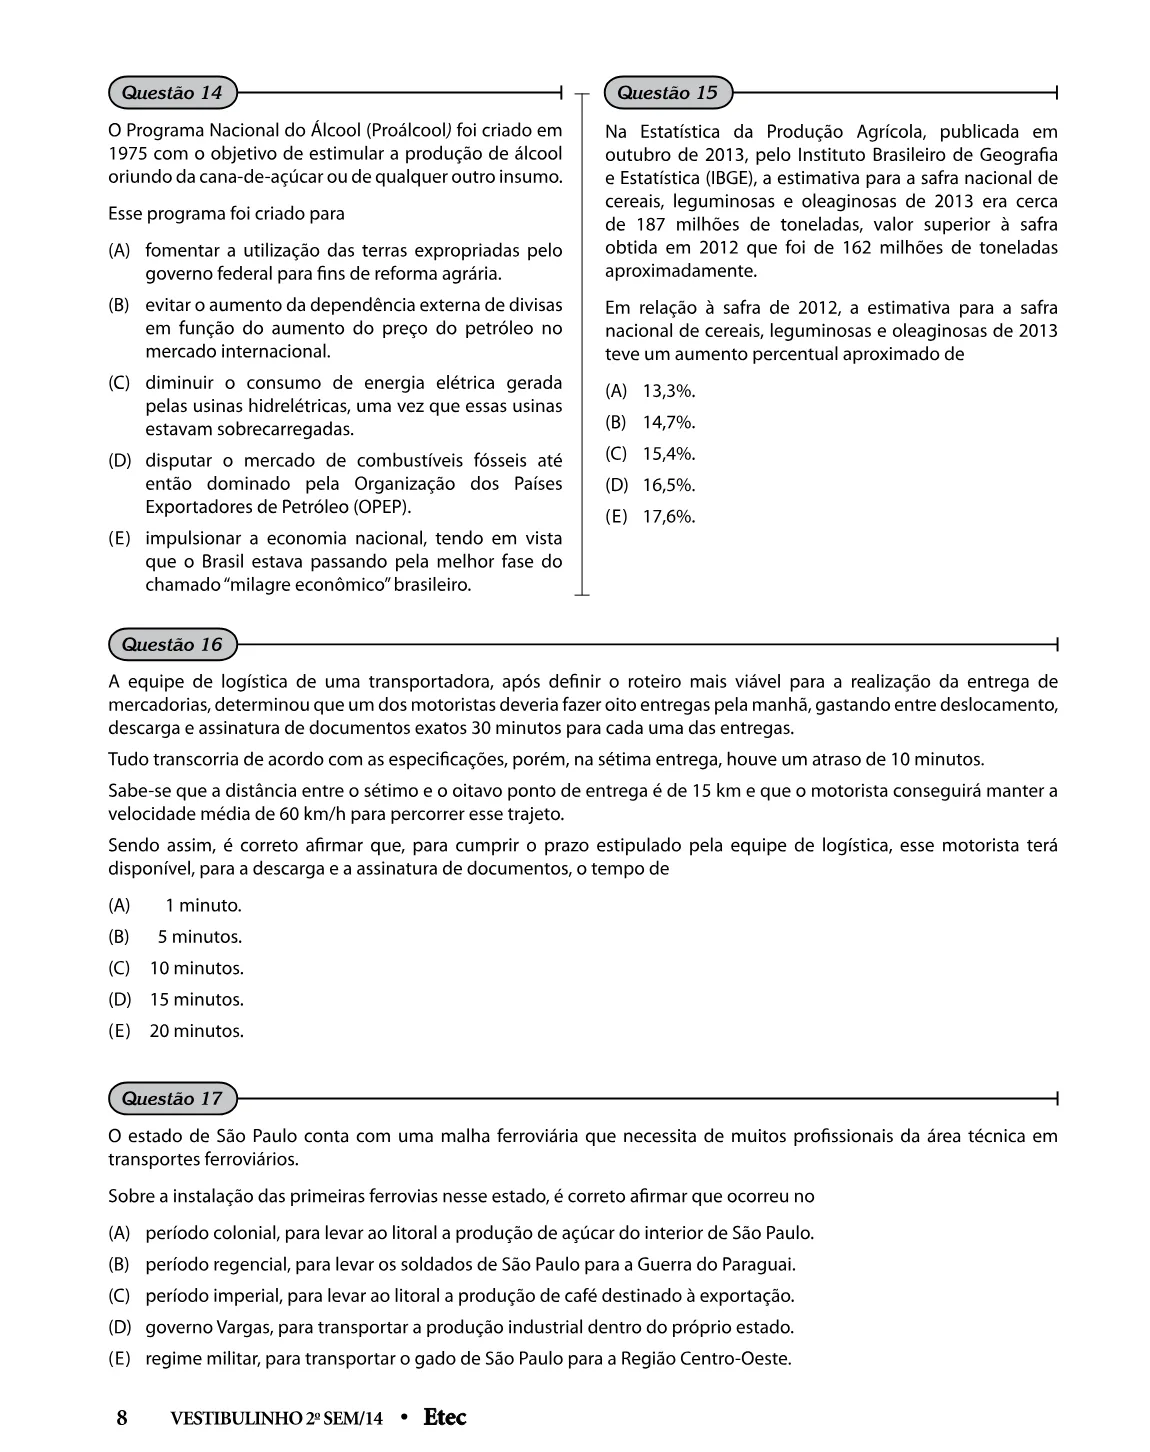 Questão 14
O Programa Nacional do Álcool (Proálcool) foi criado em
1975 com o objetivo de estimular a produção de álcool
oriundo da cana-de-açúcar ou de qualquer outro insumo.
Esse programa foi criado para
(A) fomentar a utilização das terras expropriadas pelo
governo federal para fins de reforma agrária.
(B) evitar o aumento da dependência externa de divisas
em função do aumento do preço do petróleo no
mercado internacional.
(C) diminuir o consumo de energia elétrica gerada
pelas usinas hidrelétricas, uma vez que essas usinas
estavam sobrecarregadas.
(D) disputar o mercado de combustíveis fósseis até
então dominado pela Organização dos Países
Exportadores de Petróleo (OPEP).
(E) impulsionar a economia nacional, tendo em vista
que o Brasil estava passando pela melhor fase do
chamado “milagre econômico” brasileiro.
Questão 15
Na Estatística da Produção Agrícola, publicada em
outubro de 2013, pelo Instituto Brasileiro de Geografia
e Estatística (IBGE), a estimativa para a safra nacional de
cereais, leguminosas e oleaginosas de 2013 era cerca
de 187 milhões de toneladas, valor superior à safra
obtida em 2012 que foi de 162 milhões de toneladas
aproximadamente.
Em relação à safra de 2012, a estimativa para a safra
nacional de cereais, leguminosas e oleaginosas de 2013
teve um aumento percentual aproximado de
(A) 13,3%.
(B) 14,7%.
(C) 15,4%.
(D) 16,5%.
(E) 17,6%.
Questão 16
A equipe de logística de uma transportadora, após definir o roteiro mais viável para a realização da entrega de
mercadorias, determinou que um dos motoristas deveria fazer oito entregas pela manhã, gastando entre deslocamento,
descarga e assinatura de documentos exatos 30 minutos para cada uma das entregas.
Tudo transcorria de acordo com as especificações, porém, na sétima entrega, houve um atraso de 10 minutos.
Sabe-se que a distância entre o sétimo e o oitavo ponto de entrega é de 15 km e que o motorista conseguirá manter a
velocidade média de 60 km/h para percorrer esse trajeto.
Sendo assim, é correto afirmar que, para cumprir o prazo estipulado pela equipe de logística, esse motorista terá
disponível, para a descarga e a assinatura de documentos, o tempo de
(A) 1 minuto.
(B) 5 minutos.
(C) 10 minutos.
(D) 15 minutos.
(E) 20 minutos.
Questão 17
O estado de São Paulo conta com uma malha ferroviária que necessita de muitos profissionais da área técnica em
transportes ferroviários.
Sobre a instalação das primeiras ferrovias nesse estado, é correto afirmar que ocorreu no
(A) período colonial, para levar ao litoral a produção de açúcar do interior de São Paulo.
(B) período regencial, para levar os soldados de São Paulo para a Guerra do Paraguai.
(C) período imperial, para levar ao litoral a produção de café destinado à exportação.
(D) governo Vargas, para transportar a produção industrial dentro do próprio estado.
(E) regime militar, para transportar o gado de São Paulo para a Região Centro-Oeste.
8 VESTIBULINHO 2º SEM/14 • Etec